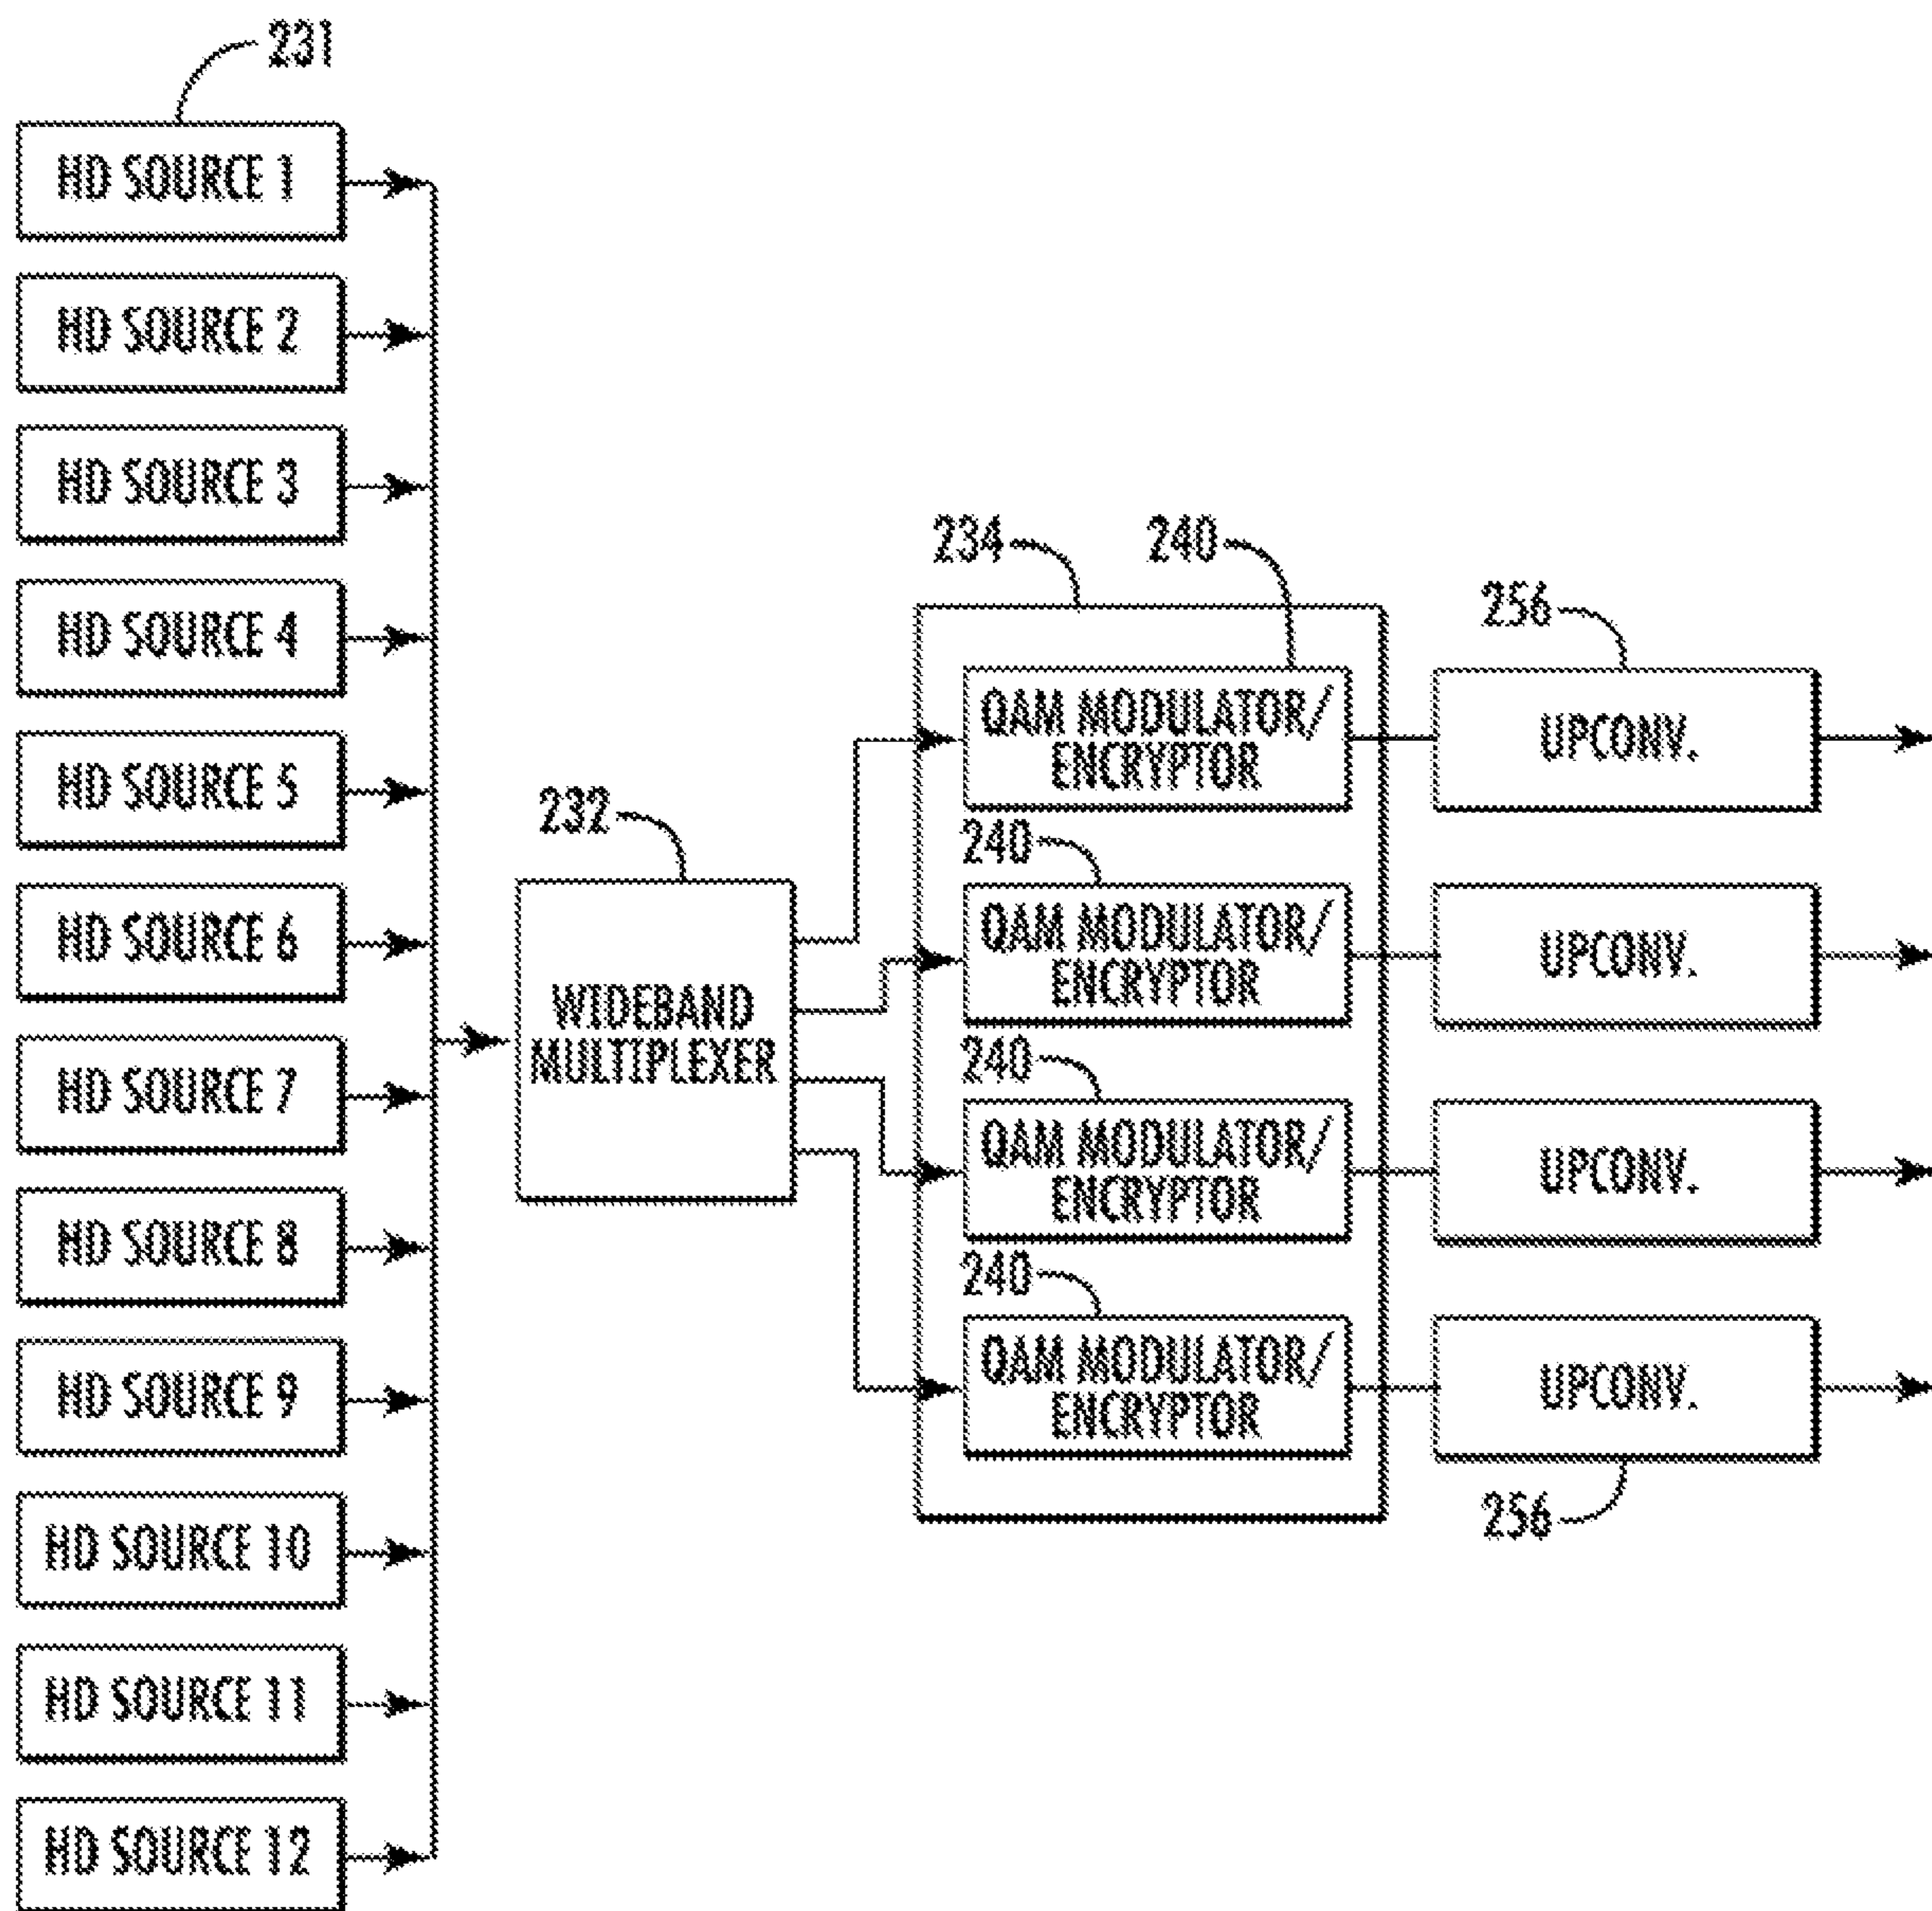 231
HD SOURCE 1
HD SOURCE 2
HD SOURCE 3
HD SOURCE 4
HD SOURCE 5
HD SOURCE 6
HD SOURCE 7
HD SOURCE 8
HD SOURCE 9
HD SOURCE 10
HD SOURCE 11
HD SOURCE 12
232
WIDEBAND
MULTIPLEXER
234
240
QAM MODULATOR/
ENCRYPTOR
240
QAM MODULATOR/
ENCRYPTOR
240
QAM MODULATOR/
ENCRYPTOR
240
QAM MODULATOR/
ENCRYPTOR
256
UPCONV.
UPCONV.
UPCONV.
UPCONV.
256